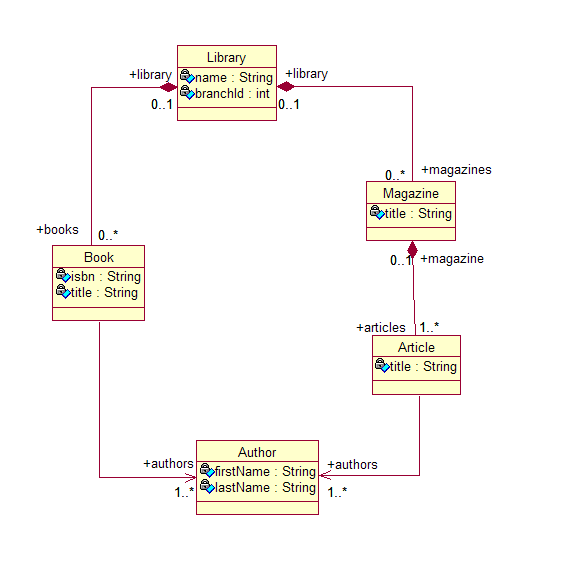 Library
+library
name : String
+library
0..1
branchId : int
0..1
0..*
+magazines
Magazine
title : String
+books
0..*
Book
isbn : String
title : String
0..1
+magazine
+articles
1..*
Article
title : String
Author
+authors
firstName : String
+authors
1..*
lastName : String
1..*